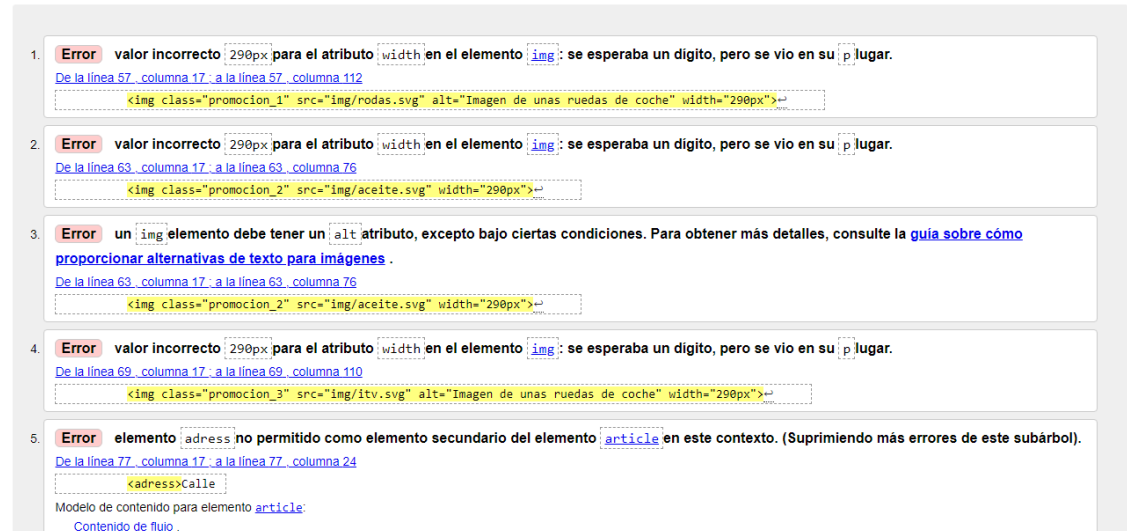 1. Error valor incorrecto 290px para el atributo width en el elemento img : se esperaba un dígito, pero se vio en su p lugar.
De la línea 57 , columna 17 ; a la línea 57 , columna 112
<img class="promocion_1" src="img/rodas.svg" alt="Imagen de unas ruedas de coche" width="290px">↩
2. Error valor incorrecto 290px para el atributo width en el elemento img : se esperaba un dígito, pero se vio en su p lugar.
De la línea 63 , columna 17 ; a la línea 63 , columna 76
<img class="promocion_2" src="img/aceite.svg" width="290px">↩
3. Error un img elemento debe tener un alt atributo, excepto bajo ciertas condiciones. Para obtener más detalles, consulte la guía sobre cómo
proporcionar alternativas de texto para imágenes .
De la línea 63 , columna 17 ; a la línea 63 , columna 76
<img class="promocion_2" src="img/aceite.svg" width="290px">↩
4. Error valor incorrecto 290px para el atributo width en el elemento img : se esperaba un dígito, pero se vio en su p lugar.
De la línea 69 , columna 17 ; a la línea 69 , columna 110
<img class="promocion_3" src="img/itv.svg" alt="Imagen de unas ruedas de coche" width="290px">↩
5. Error elemento adress no permitido como elemento secundario del elemento article en este contexto. (Suprimiendo más errores de este subárbol).
De la línea 77 , columna 17 ; a la línea 77 , columna 24
<adress>Calle
Modelo de contenido para elemento article:
Contenido de flujo .